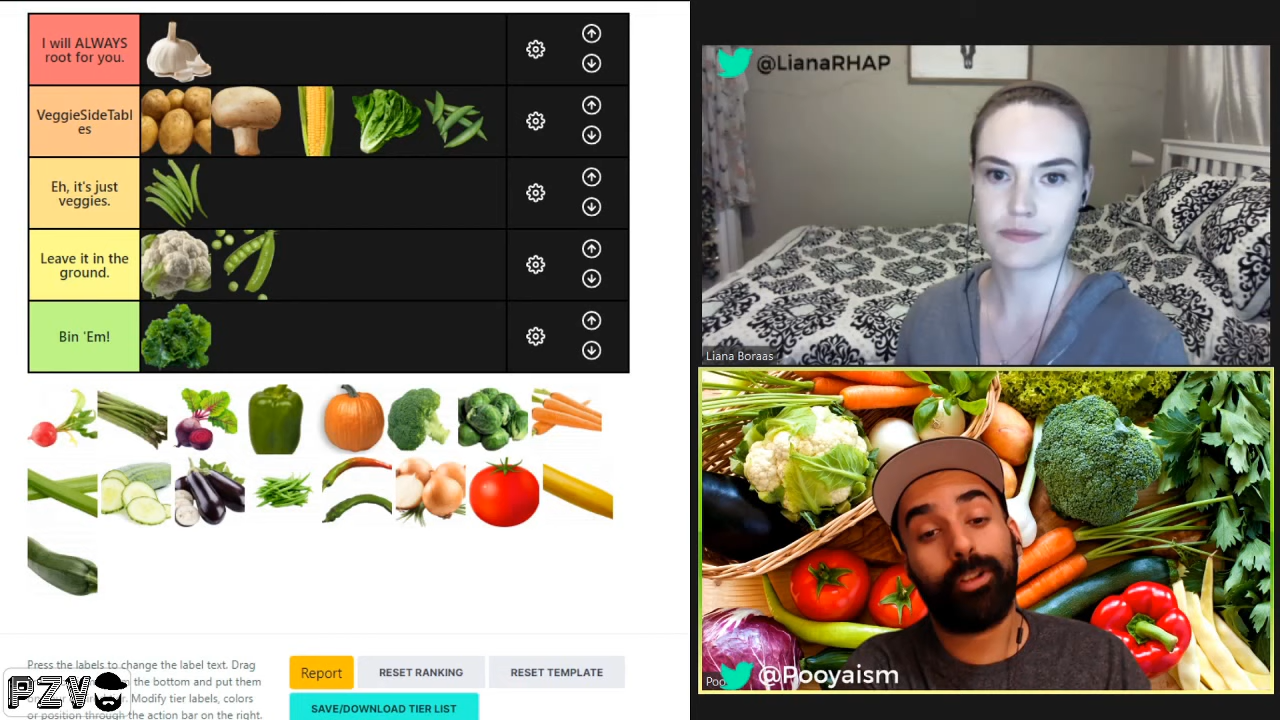 I will ALWAYS
root for you.
VeggieSideTabl
es
Eh, it's just
veggies.
Leave it in the
ground.
Bin 'Em!
Press the labels to change the label text. Drag
the bottom and put them
Modify tier labels, colors
or position through the action bar on the right.
PZV
Report
RESET RANKING
RESET TEMPLATE
SAVE/DOWNLOAD TIER LIST
@LianaRHAP
Liana Boraas
Poo
@Pooyaism